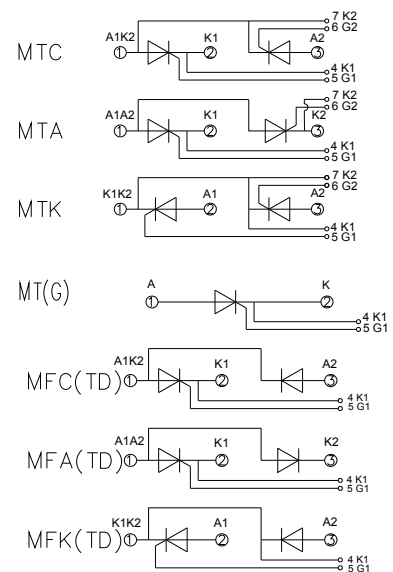 7 K2
A1K2 K1 A2 6 G2
MTC 1 2 3
4 K1
5 G1
7 K2
A1A2 K1 K2 6 G2
MTA 1 2 3
4 K1
5 G1
7 K2
K1K2 A1 A2 6 G2
MTK 1 2 3
4 K1
5 G1
MT(G) A K
1 2
4 K1
5 G1
A1K2 K1 A2
MFC(TD) 1 2 3
4 K1
5 G1
A1A2 K1 K2
MFA(TD) 1 2 3
4 K1
5 G1
K1K2 A1 A2
MFK(TD) 1 2 3
4 K1
5 G1